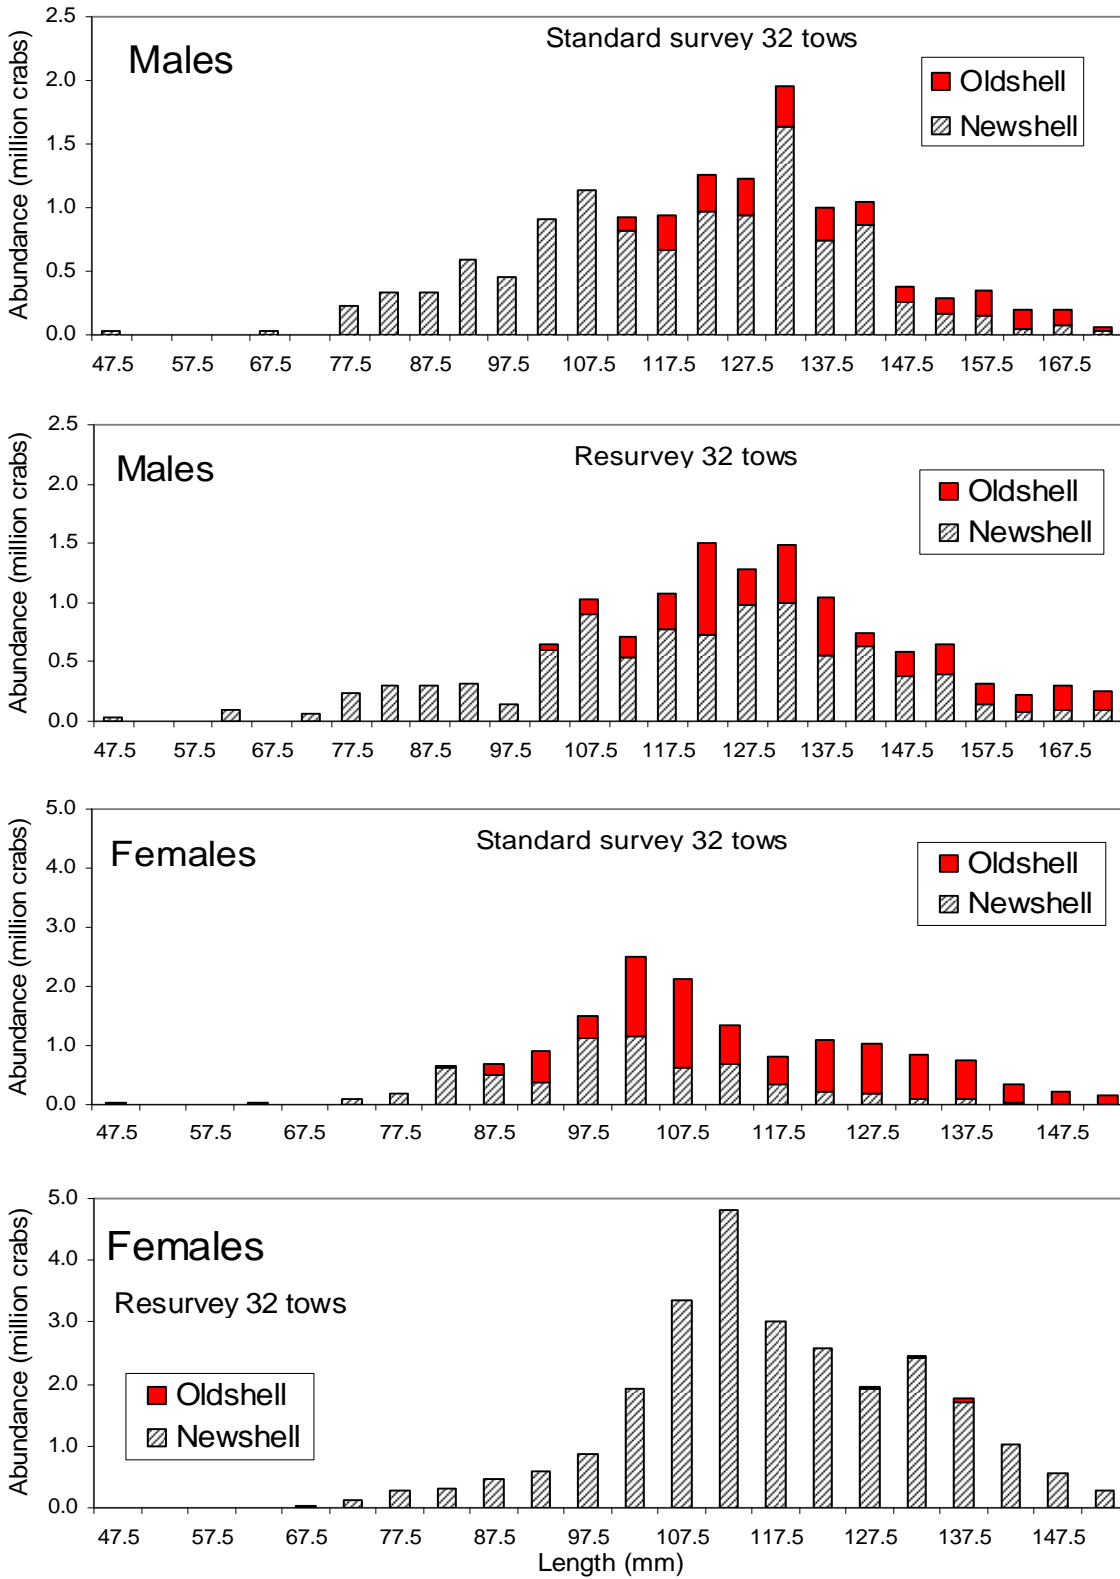 Males
Standard survey 32 tows
Oldshell
Newshell
Abundance (million crabs)
2.5
2.0
1.5
1.0
0.5
0.0
47.5 57.5 67.5 77.5 87.5 97.5 107.5 117.5 127.5 137.5 147.5 157.5 167.5
Males
Resurvey 32 tows
Oldshell
Newshell
Abundance (million crabs)
2.5
2.0
1.5
1.0
0.5
0.0
47.5 57.5 67.5 77.5 87.5 97.5 107.5 117.5 127.5 137.5 147.5 157.5 167.5
Females
Standard survey 32 tows
Oldshell
Newshell
Abundance (million crabs)
5.0
4.0
3.0
2.0
1.0
0.0
47.5 57.5 67.5 77.5 87.5 97.5 107.5 117.5 127.5 137.5 147.5
Females
Resurvey 32 tows
Oldshell
Newshell
Abundance (million crabs)
5.0
4.0
3.0
2.0
1.0
0.0
47.5 57.5 67.5 77.5 87.5 97.5 107.5 117.5 127.5 137.5 147.5
Length (mm)